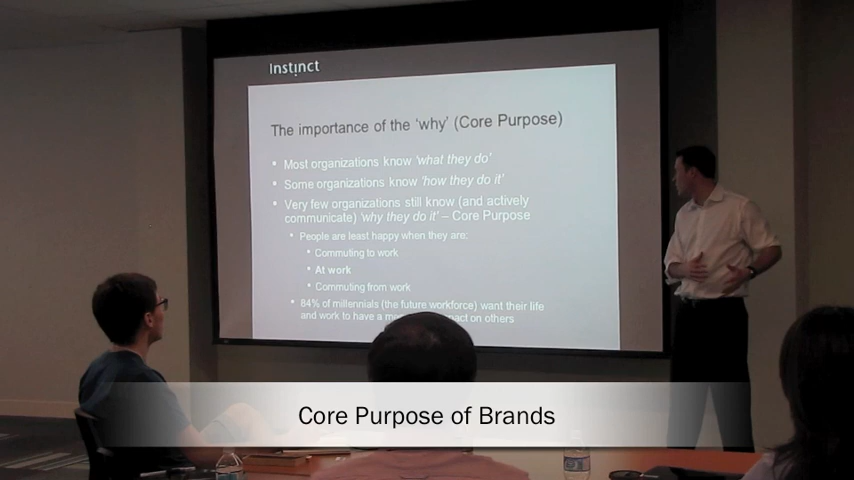 Instinct
The importance of the 'why' (Core Purpose)
Most organizations know 'what they do'
Some organizations know 'how they do it'
Very few organizations still know (and actively
communicate) 'why they do it' – Core Purpose
People are least happy when they are:
Commuting to work
At work
Commuting from work
84% of millennials (the future workforce) want their life
and work to have a on others
Core Purpose of Brands